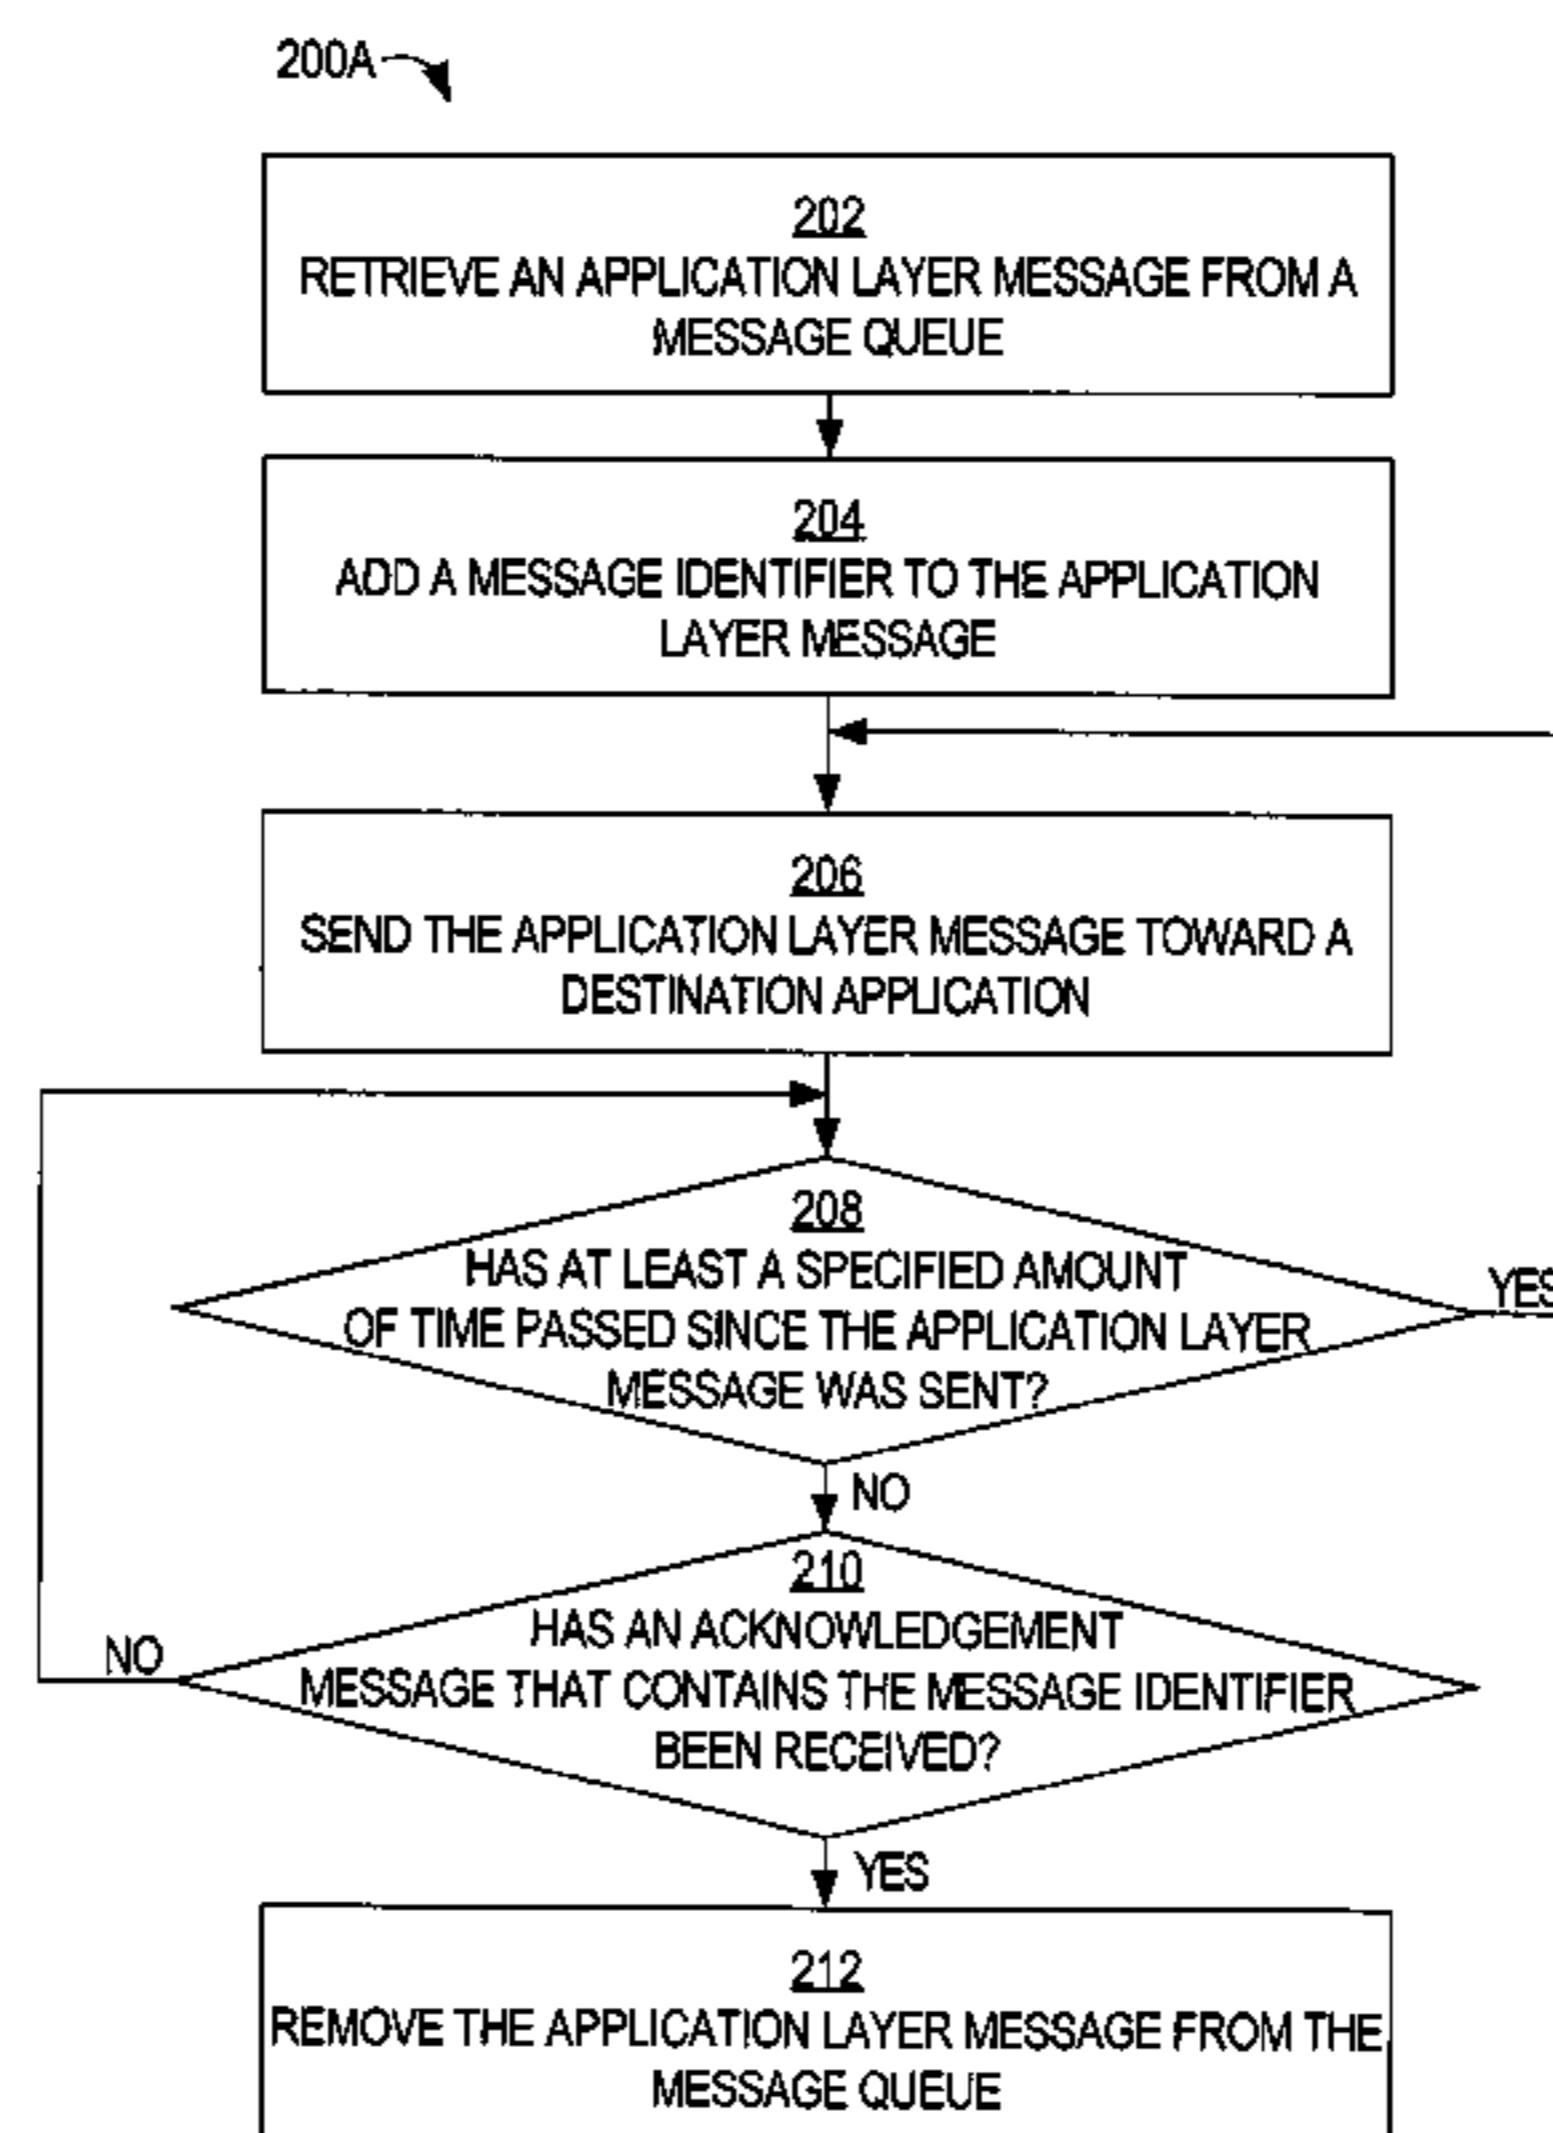 200A
202
RETRIEVE AN APPLICATION LAYER MESSAGE FROM A
MESSAGE QUEUE
204
ADD A MESSAGE IDENTIFIER TO THE APPLICATION
LAYER MESSAGE
206
SEND THE APPLICATION LAYER MESSAGE TOWARD A
DESTINATION APPLICATION
208
HAS AT LEAST A SPECIFIED AMOUNT
OF TIME PASSED SINCE THE APPLICATION LAYER
MESSAGE WAS SENT?
YES
NO
210
HAS AN ACKNOWLEDGEMENT
MESSAGE THAT CONTAINS THE MESSAGE IDENTIFIER
BEEN RECEIVED?
NO
YES
212
REMOVE THE APPLICATION LAYER MESSAGE FROM THE
MESSAGE QUEUE